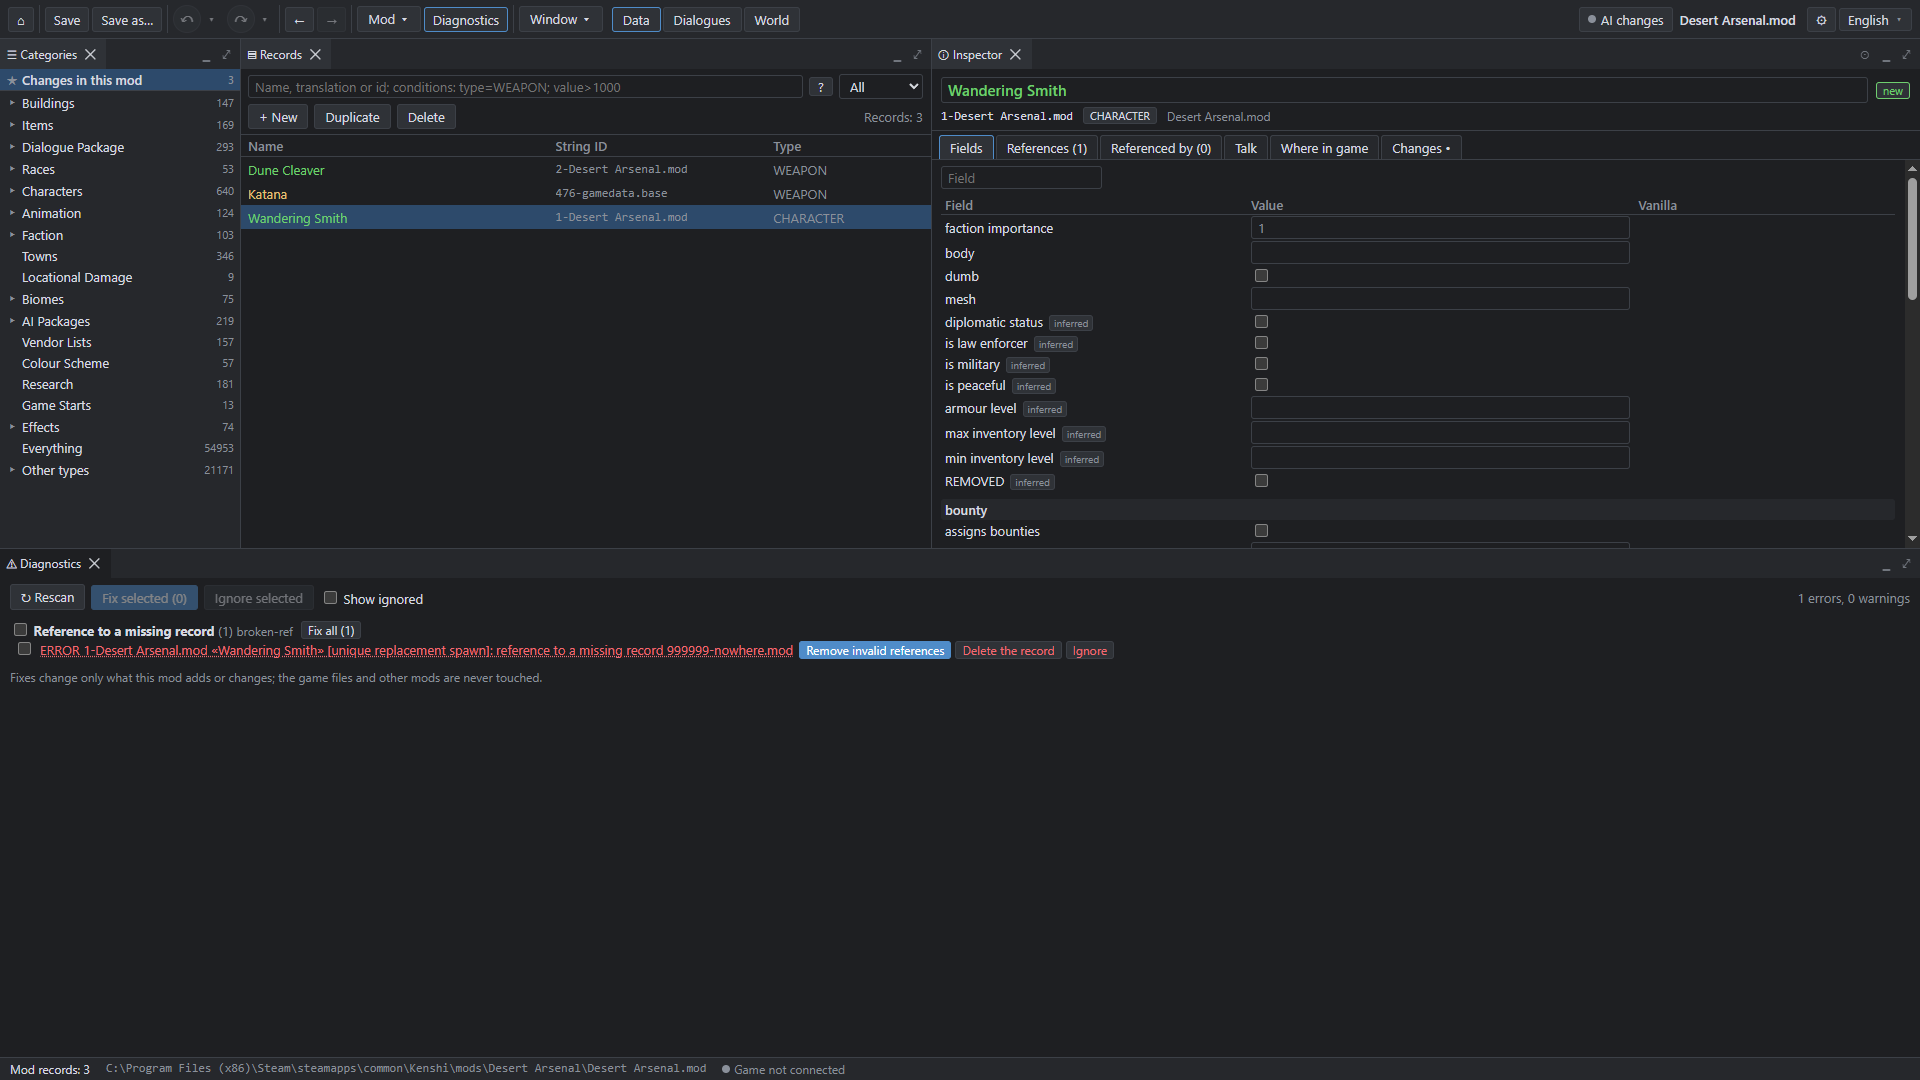 Save Save as... Mod Diagnostics Window Data Dialogues World AI changes Desert Arsenal.mod English
Categories
Changes in this mod 3
Buildings 147
Items 169
Dialogue Package 293
Races 53
Characters 640
Animation 124
Faction 103
Towns 346
Locational Damage 9
Biomes 75
AI Packages 219
Vendor Lists 157
Colour Scheme 57
Research 181
Game Starts 13
Effects 74
Everything 54953
Other types 21171
Records
Name, translation or id; conditions: type=WEAPON; value>1000 ? All
+ New Duplicate Delete Records: 3
Name String ID Type
Dune Cleaver 2-Desert Arsenal.mod WEAPON
Katana 476-gamedata.base WEAPON
Wandering Smith 1-Desert Arsenal.mod CHARACTER
Inspector
Wandering Smith new
1-Desert Arsenal.mod CHARACTER Desert Arsenal.mod
Fields References (1) Referenced by (0) Talk Where in game Changes •
Field
Field Value Vanilla
faction importance 1
body
dumb
mesh
diplomatic status inferred
is law enforcer inferred
is military inferred
is peaceful inferred
armour level inferred
max inventory level inferred
min inventory level inferred
REMOVED inferred
bounty
assigns bounties
Diagnostics
Rescan Fix selected (0) Ignore selected Show ignored 1 errors, 0 warnings
Reference to a missing record (1) broken-ref Fix all (1)
ERROR 1-Desert Arsenal.mod «Wandering Smith» [unique replacement spawn]: reference to a missing record 999999-nowhere.mod Remove invalid references Delete the record Ignore
Fixes change only what this mod adds or changes; the game files and other mods are never touched.
Mod records: 3 C:\Program Files (x86)\Steam\steamapps\common\Kenshi\mods\Desert Arsenal\Desert Arsenal.mod Game not connected